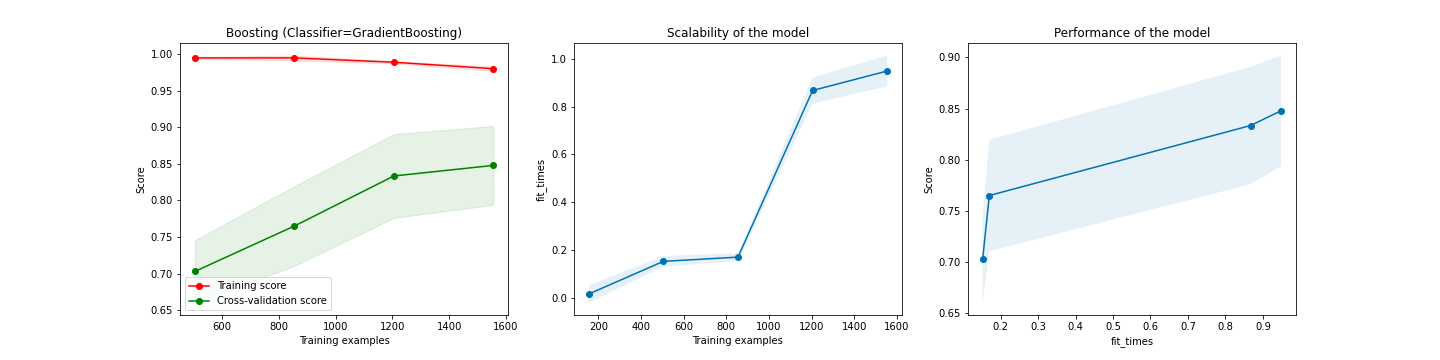 Boosting (Classifier=GradientBoosting)
1.00
0.95
0.90
0.85
0.80
0.75
0.70
0.65
Score
Training score
Cross-validation score
600 800 1000 1200 1400 1600
Training examples
Scalability of the model
1.0
0.8
0.6
0.4
0.2
0.0
fit_times
200 400 600 800 1000 1200 1400 1600
Training examples
Performance of the model
0.90
0.85
0.80
0.75
0.70
0.65
Score
0.2 0.3 0.4 0.5 0.6 0.7 0.8 0.9
fit_times